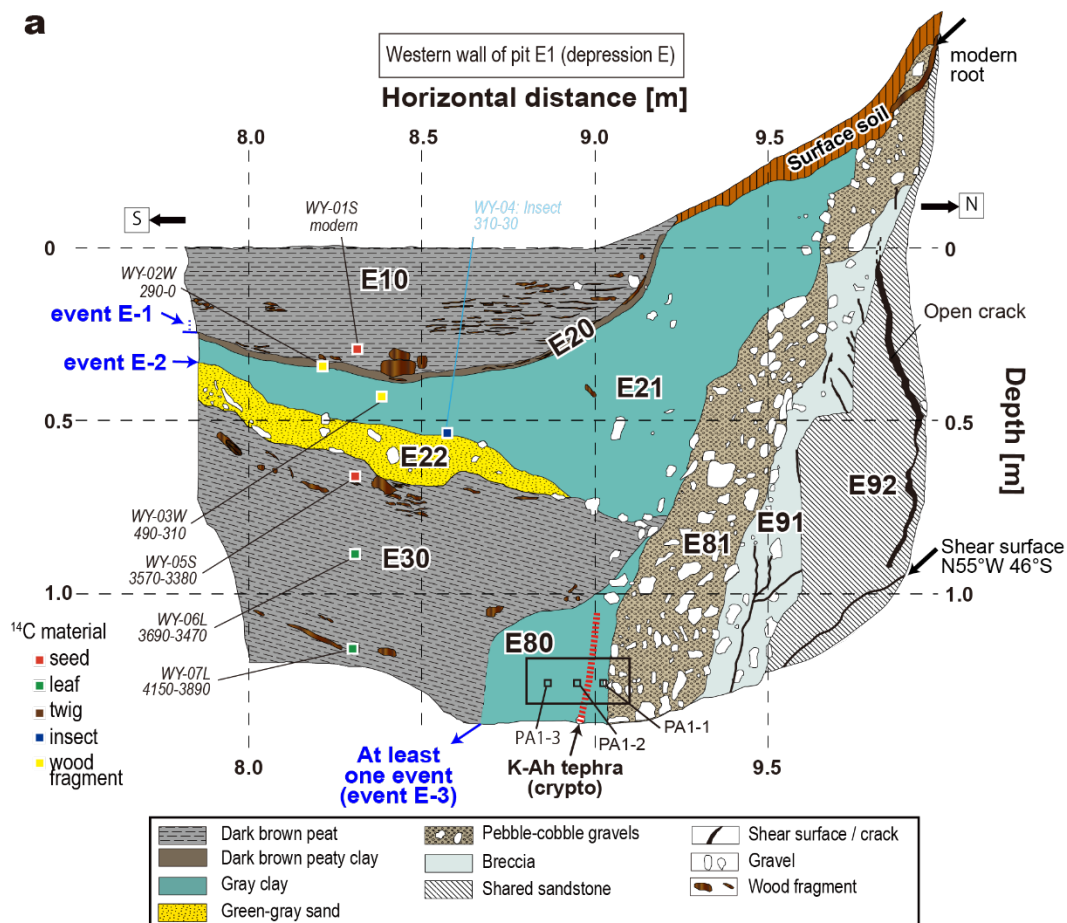 a
Western wall of pit E1 (depression E)
Horizontal distance [m]
modern
root
8.0
8.5
9.0
9.5
Surface soil
S
N
WY-01S
modern
WY-04: Insect
310-30
0
0
WY-02W
290-0
E10
event E-1
E20
Open crack
event E-2
E21
0.5
0.5
E22
Depth [m]
E92
WY-03W
490-310
E91
E30
E81
Shear surface
N55°W 46°S
WY-05S
3570-3380
1.0
1.0
WY-06L
3690-3470
14C material
seed
leaf
twig
insect
wood
fragment
E80
WY-07L
4150-3890
PA1-3
PA1-2
PA1-1
8.0
At least
one event
(event E-3)
K-Ah tephra
(crypto)
9.5
Dark brown peat
Dark brown peaty clay
Gray clay
Green-gray sand
Pebble-cobble gravels
Breccia
Shared sandstone
Shear surface / crack
Gravel
Wood fragment